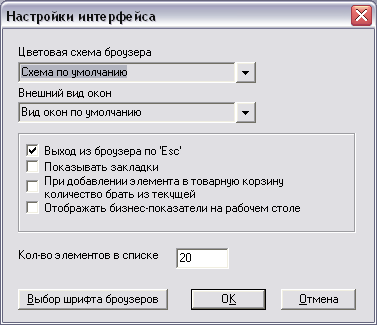 Настройки интерфейса
Цветовая схема броузера
Схема по умолчанию
Внешний вид окон
Вид окон по умолчанию
Выход из броузера по 'Esc'
Показывать закладки
При добавлении элемента в товарную корзину
количество брать из текущей
Отображать бизнес-показатели на рабочем столе
Кол-во элементов в списке 20
Выбор шрифта броузеров OK Отмена